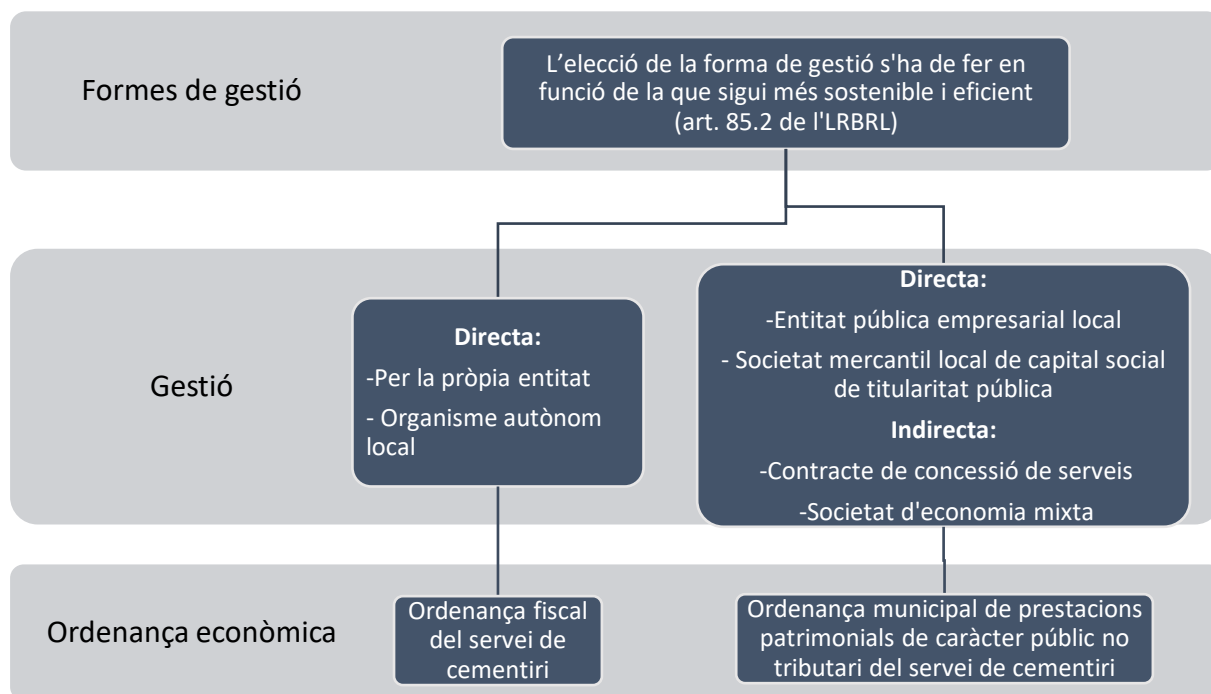 Formes de gestió
L'elecció de la forma de gestió s'ha de fer en
funció de la que sigui més sostenible i eficient
(art. 85.2 de l'LRBRL)
Gestió
Directa:
-Per la pròpia entitat
- Organisme autònom
local
Directa:
-Entitat pública empresarial local
- Societat mercantil local de capital social
de titularitat pública
Indirecta:
-Contracte de concessió de serveis
-Societat d'economia mixta
Ordenança econòmica
Ordenança fiscal
del servei de
cementiri
Ordenança municipal de prestacions
patrimonials de caràcter públic no
tributari del servei de cementiri